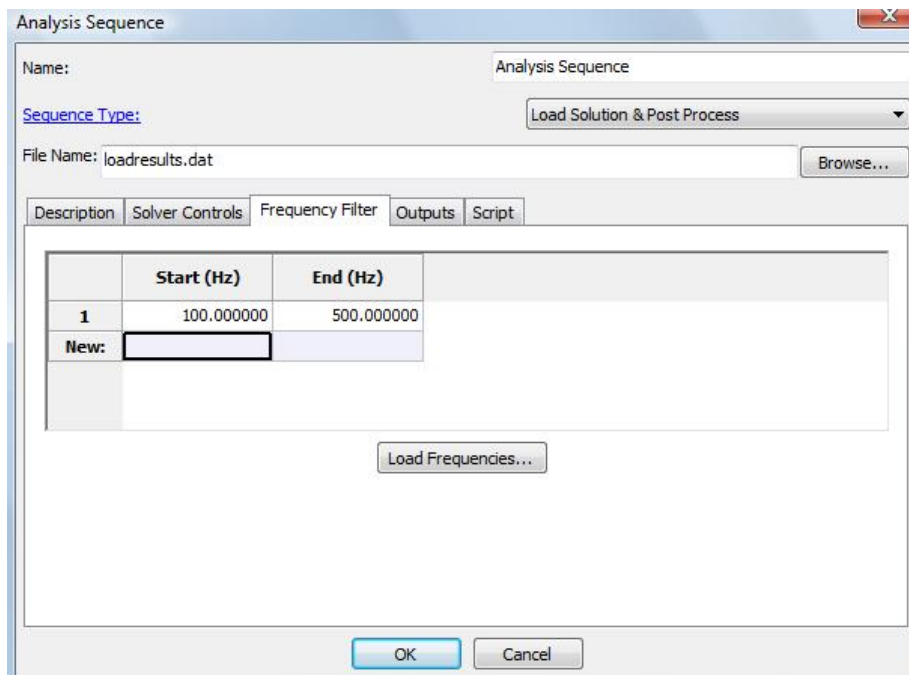 Analysis Sequence
Name: Analysis Sequence
Sequence Type: Load Solution & Post Process
File Name: loadresults.dat Browse...
Description Solver Controls Frequency Filter Outputs Script
Start (Hz) End (Hz)
1 100.000000 500.000000
New:
Load Frequencies...
OK Cancel